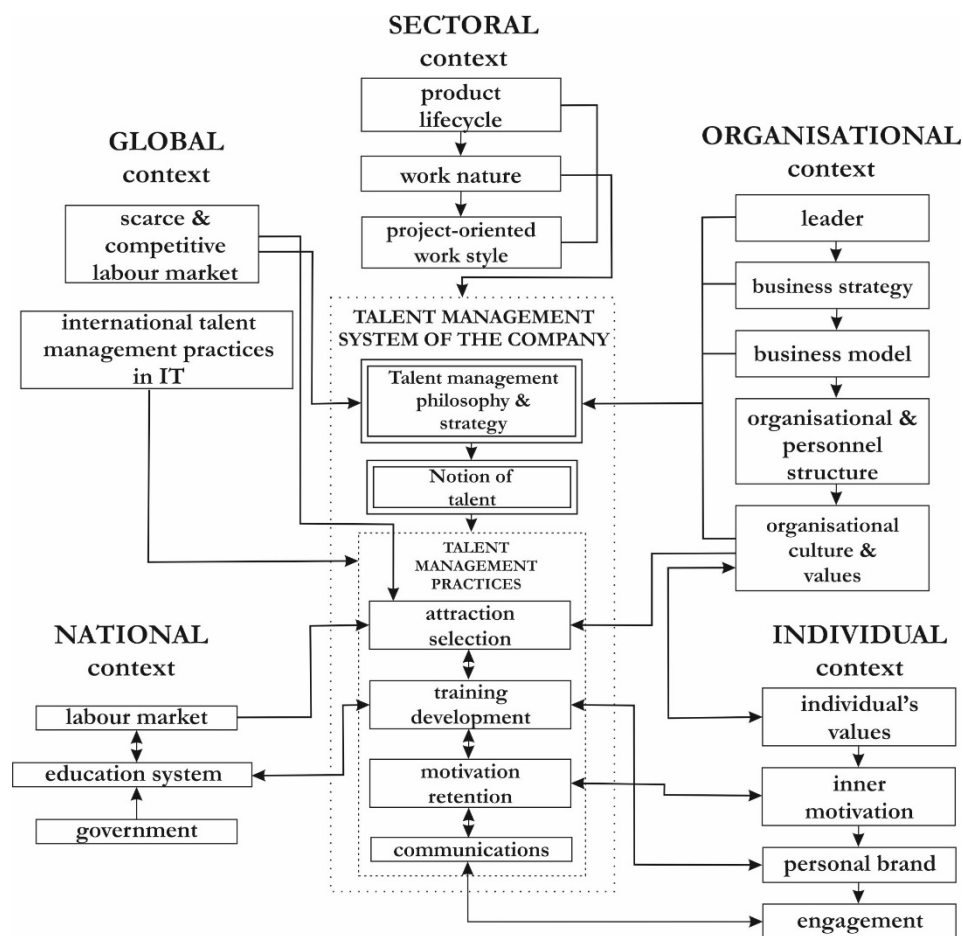 SECTORAL
context
product
lifecycle
work nature
project-oriented
work style
GLOBAL
context
scarce &
competitive
labour market
international talent
management practices
in IT
ORGANISATIONAL
context
leader
business strategy
business model
organisational &
personnel
structure
organisational
culture &
values
TALENT MANAGEMENT
SYSTEM OF THE COMPANY
Talent management
philosophy &
strategy
Notion of
talent
TALENT
MANAGEMENT
PRACTICES
attraction
selection
training
development
motivation
retention
communications
NATIONAL
context
labour market
education system
government
INDIVIDUAL
context
individual's
values
inner
motivation
personal brand
engagement